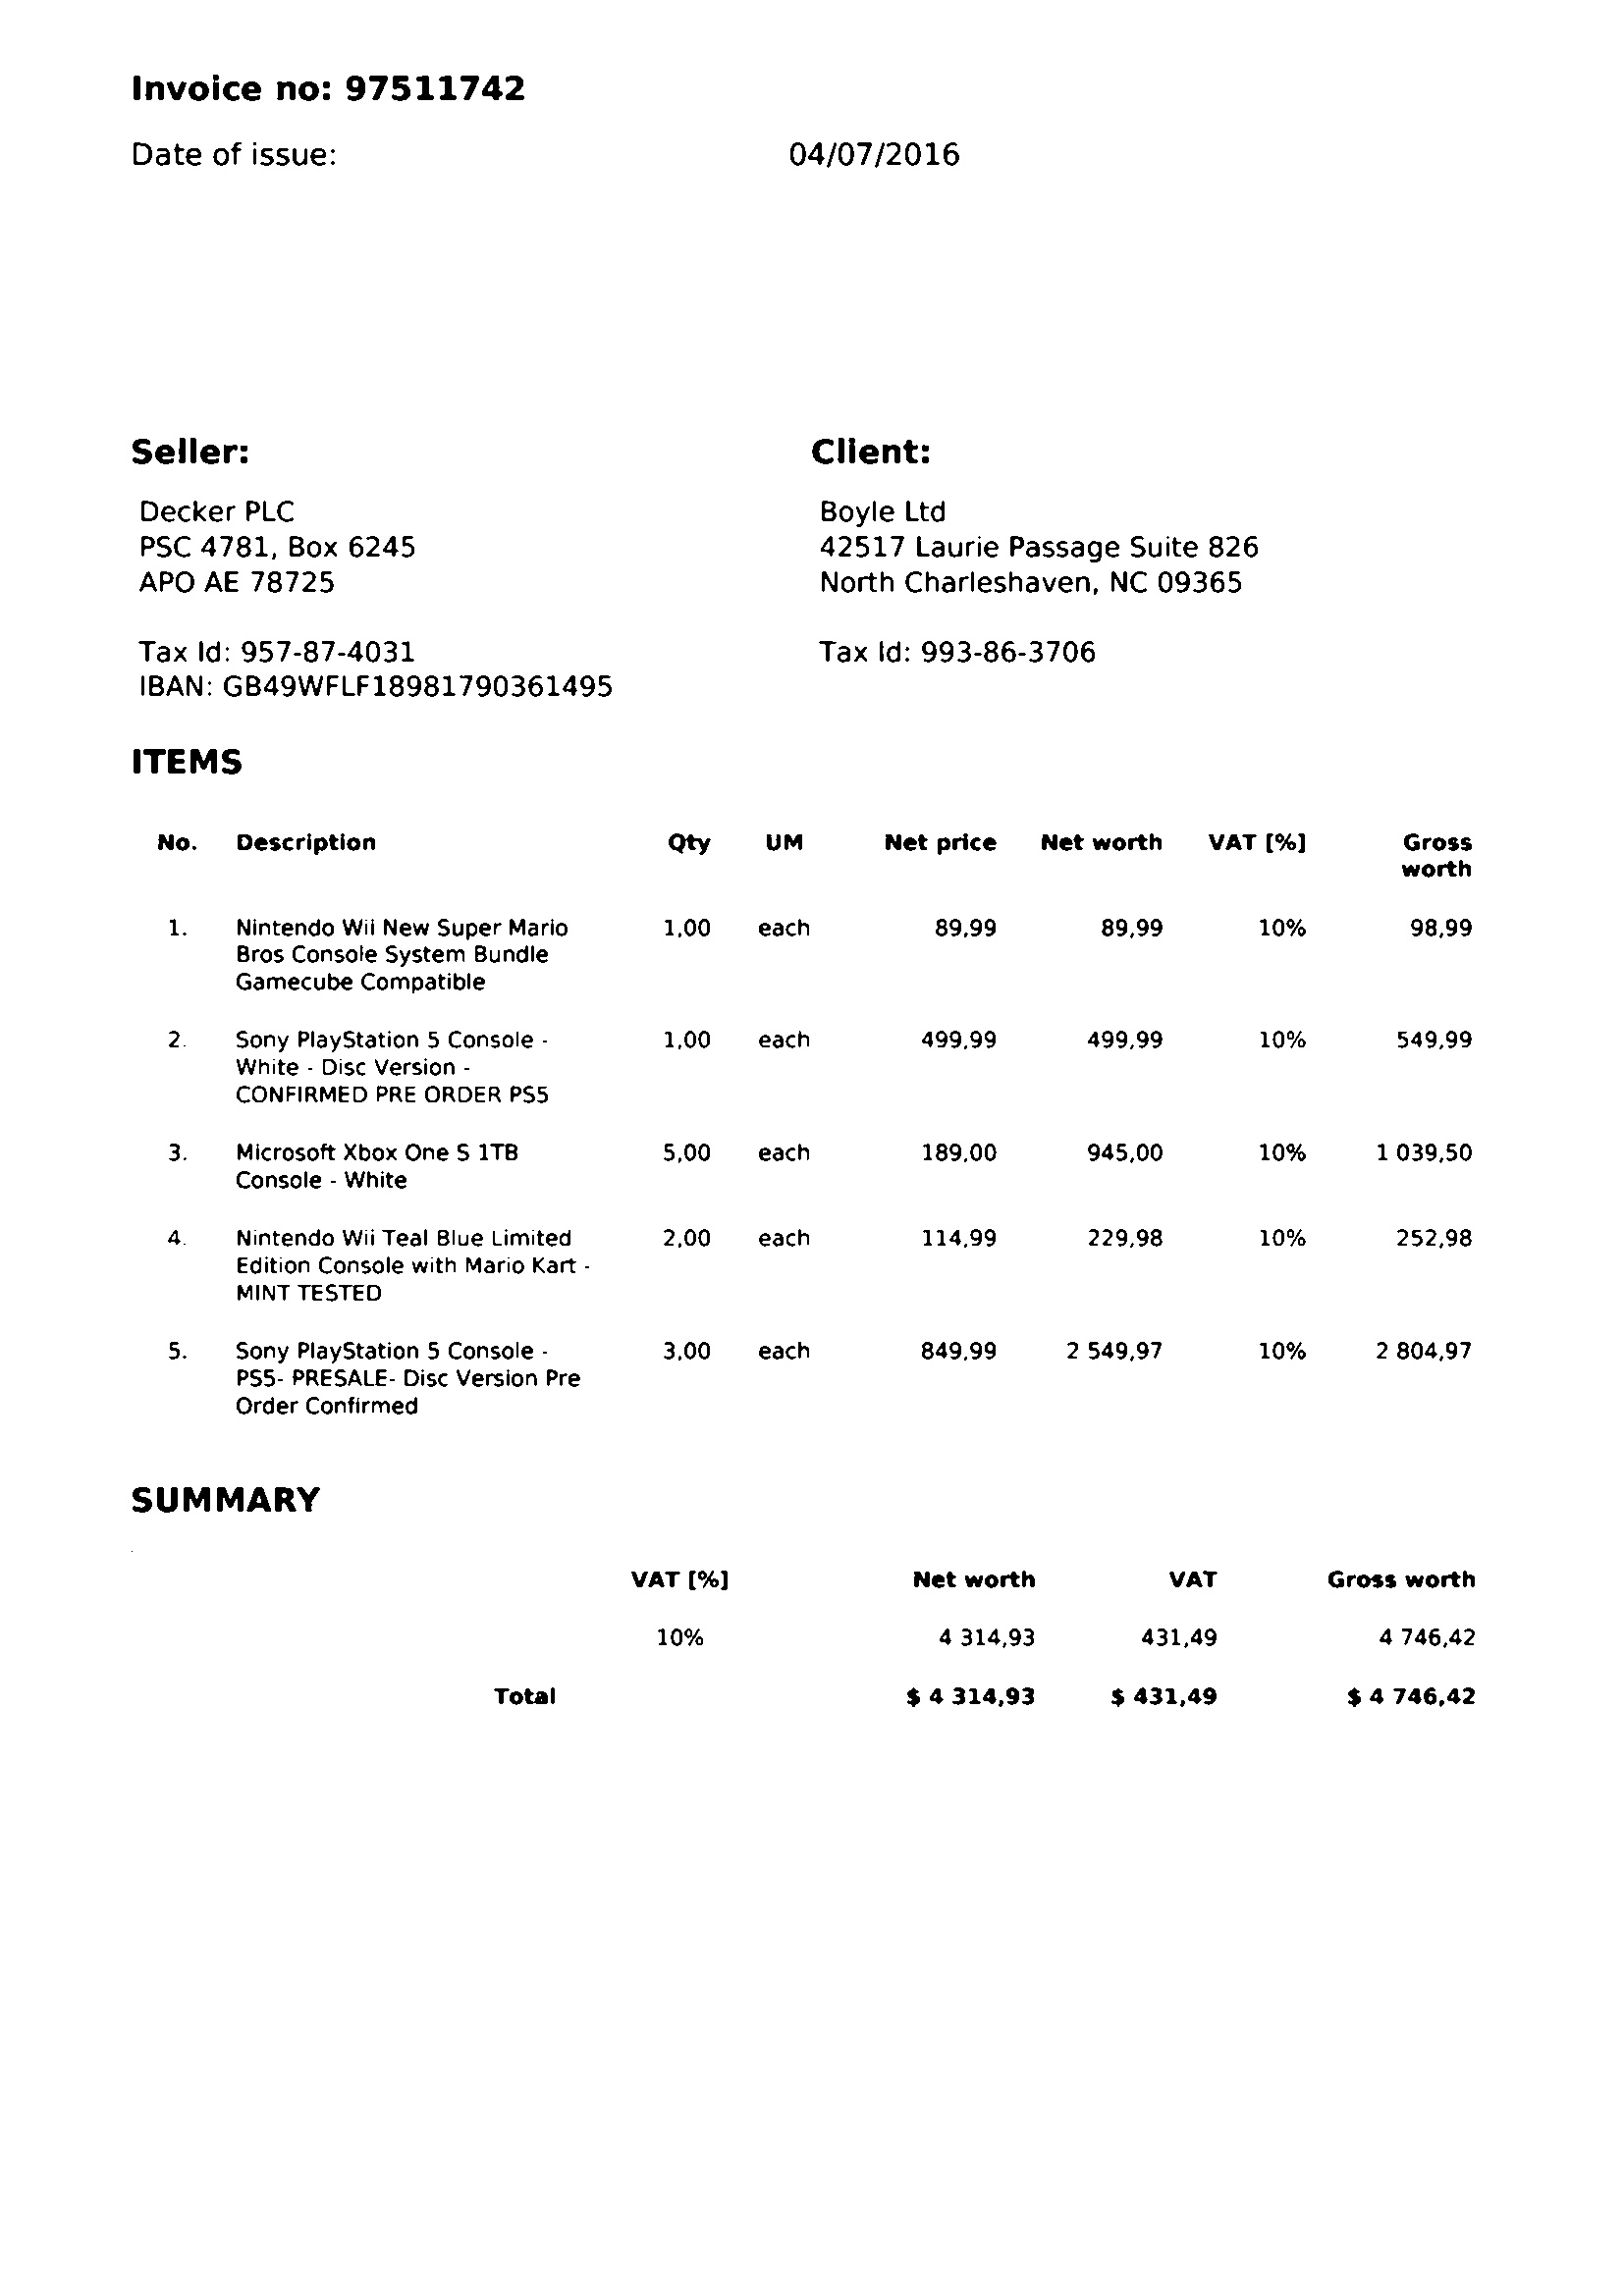 Invoice no: 97511742
Date of issue: 04/07/2016
Seller: Client:
Decker PLC Boyle Ltd
PSC 4781, Box 6245 42517 Laurie Passage Suite 826
APO AE 78725 North Charleshaven, NC 09365
Tax Id: 957-87-4031 Tax Id: 993-86-3706
IBAN: GB49WFLF18981790361495
ITEMS
No. Description Qty UM Net price Net worth VAT [%] Gross
worth
1. Nintendo Wii New Super Mario 1,00 each 89,99 89,99 10% 98,99
Bros Console System Bundle
Gamecube Compatible
2. Sony PlayStation 5 Console - 1,00 each 499,99 499,99 10% 549,99
White - Disc Version -
CONFIRMED PRE ORDER PS5
3. Microsoft Xbox One S 1TB 5,00 each 189,00 945,00 10% 1 039,50
Console - White
4. Nintendo Wii Teal Blue Limited 2,00 each 114,99 229,98 10% 252,98
Edition Console with Mario Kart -
MINT TESTED
5. Sony PlayStation 5 Console - 3,00 each 849,99 2 549,97 10% 2 804,97
PS5- PRESALE- Disc Version Pre
Order Confirmed
SUMMARY
VAT [%] Net worth VAT Gross worth
10% 4 314,93 431,49 4 746,42
Total $ 4 314,93 $ 431,49 $ 4 746,42